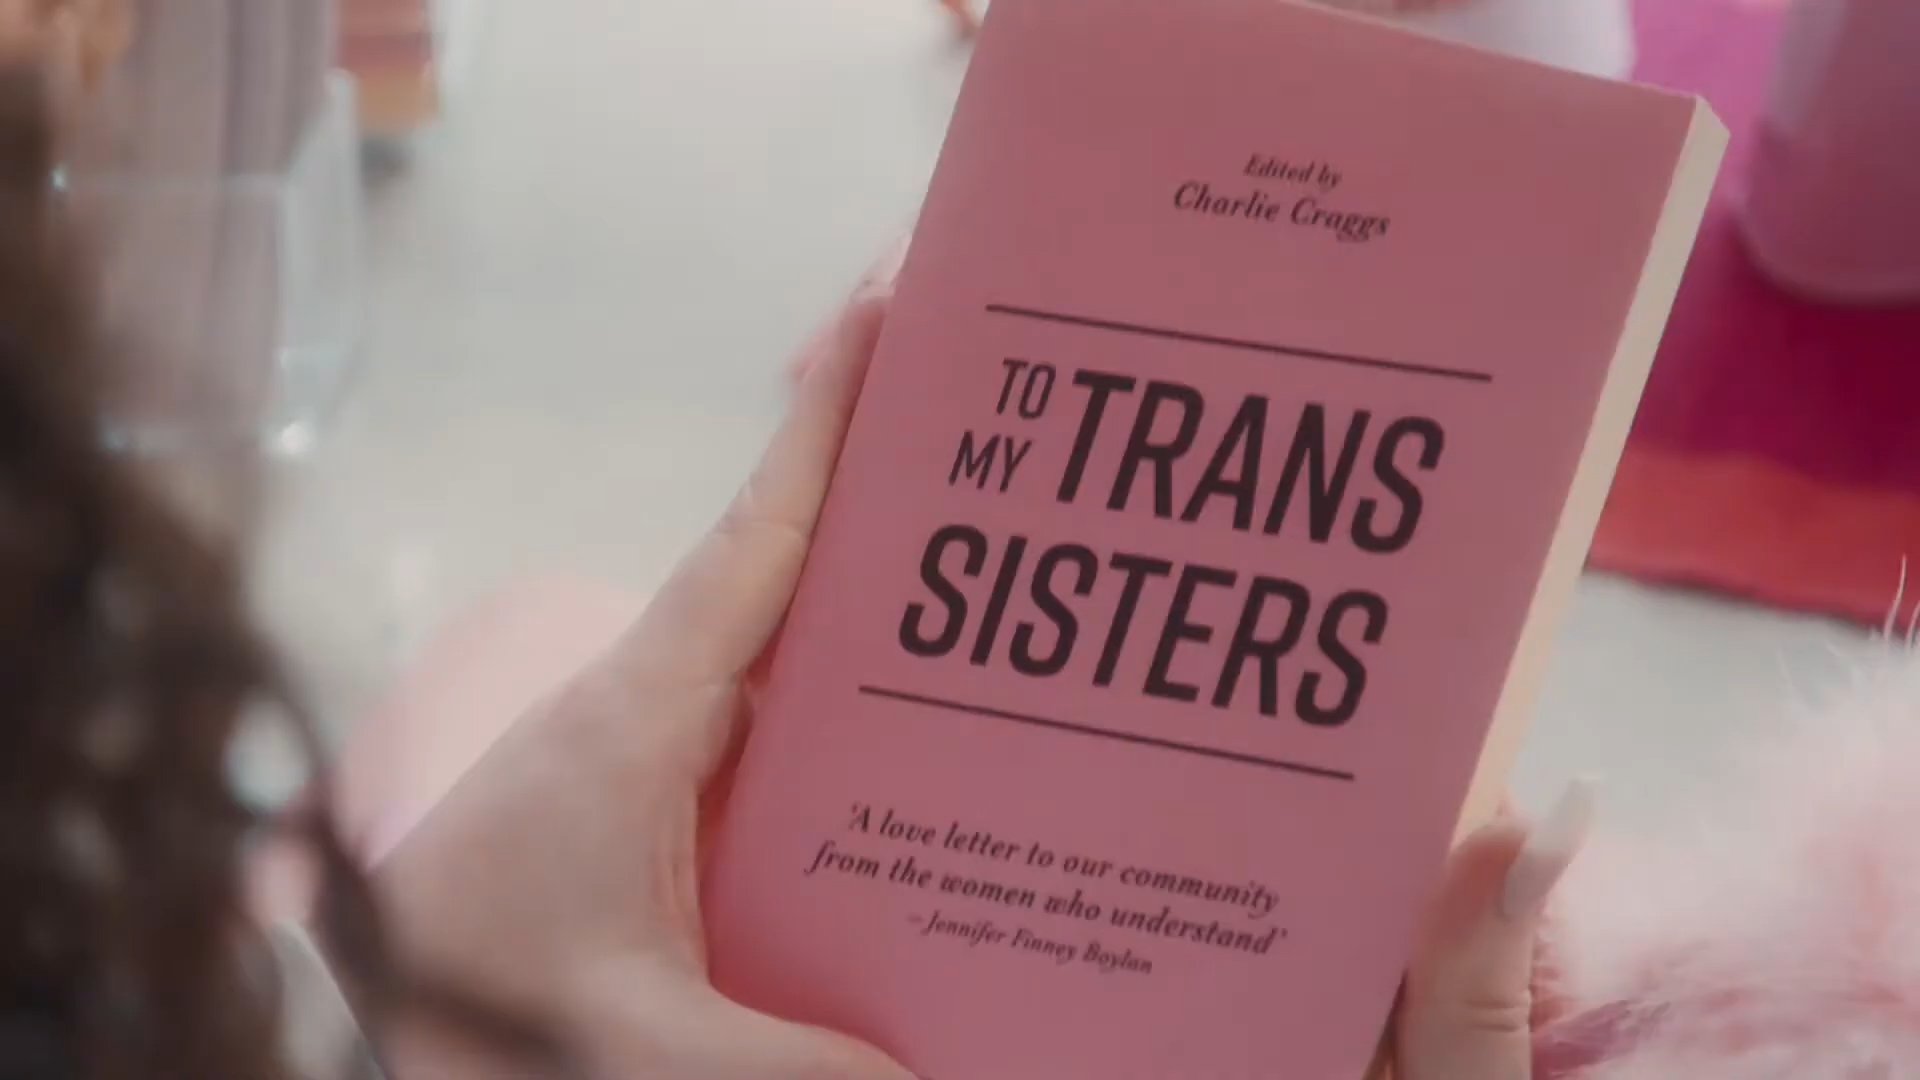 Edited by
Charlie Craggs
TO
MY
TRANS
SISTERS
'A love letter to our community
from the women who understand'
– Jennifer Finney Boylan